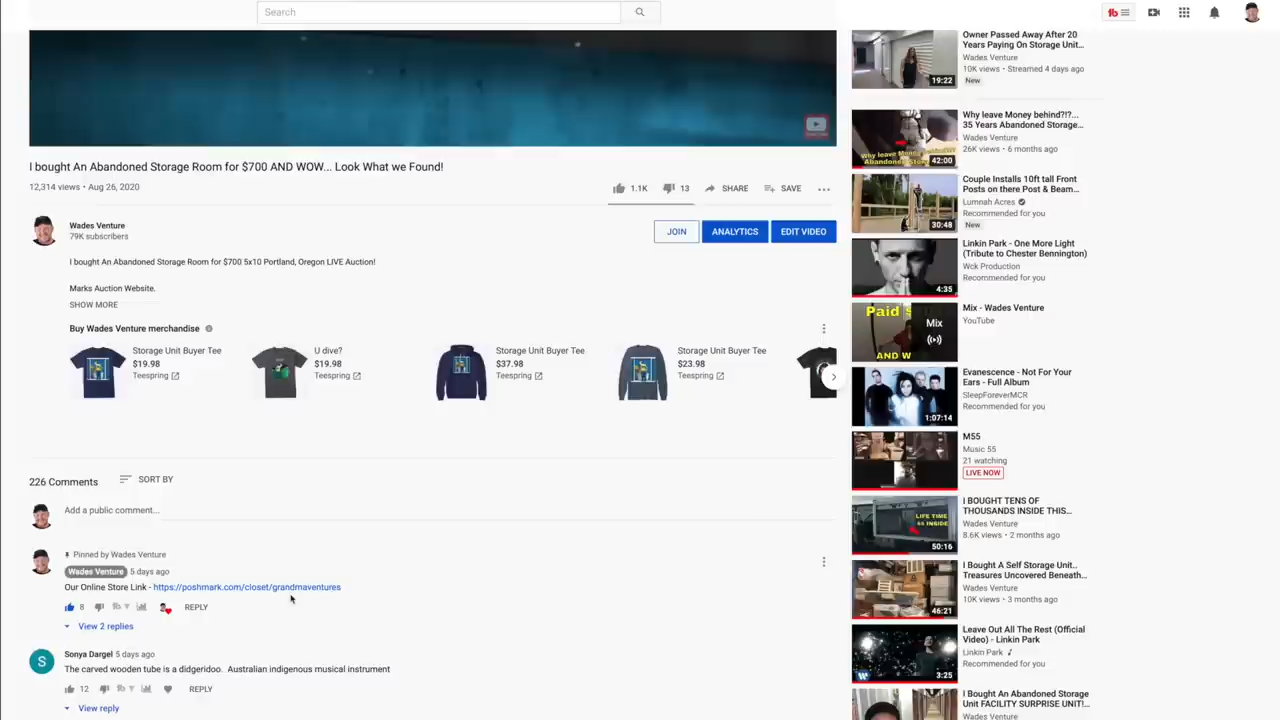 Search
I bought An Abandoned Storage Room for $700 AND WOW... Look What we Found!
12,314 views • Aug 26, 2020
1.1K
13
SHARE
SAVE
Wades Venture
79K subscribers
JOIN
ANALYTICS
EDIT VIDEO
I bought An Abandoned Storage Room for $700 5x10 Portland, Oregon LIVE Auction!
Marks Auction Website.
SHOW MORE
Buy Wades Venture merchandise
Storage Unit Buyer Tee
$19.98
Teespring
U dive?
$19.98
Teespring
Storage Unit Buyer Tee
$37.98
Teespring
Storage Unit Buyer Tee
$23.98
Teespring
226 Comments
SORT BY
Add a public comment...
Pinned by Wades Venture
Wades Venture 5 days ago
Our Online Store Link - https://poshmark.com/closet/grandmaventures
8
REPLY
View 2 replies
S
Sonya Dargel 5 days ago
The carved wooden tube is a didgeridoo. Australian indigenous musical instrument
12
REPLY
View reply
tb
Owner Passed Away After 20
Years Paying On Storage Unit...
Wades Venture
10K views • Streamed 4 days ago
New
19:22
Why leave Money behind?!?...
35 Years Abandoned Storage...
Wades Venture
26K views • 6 months ago
Why leave Money behind
42:00
Couple Installs 10ft tall Front
Posts on there Post & Beam...
Lumnah Acres
Recommended for you
New
30:48
Linkin Park - One More Light
(Tribute to Chester Bennington)
Wck Production
Recommended for you
4:35
Mix - Wades Venture
YouTube
Paid
Mix
AND W
Evanescence - Not For Your
Ears - Full Album
SleepForeverMCR
Recommended for you
1:07:14
M55
Music 55
21 watching
LIVE NOW
I BOUGHT TENS OF
THOUSANDS INSIDE THIS...
Wades Venture
8.6K views • 2 months ago
LIFE TIME
INSIDE
50:16
I Bought A Self Storage Unit..
Treasures Uncovered Beneath...
Wades Venture
10K views • 3 months ago
46:21
Leave Out All The Rest (Official
Video) - Linkin Park
Linkin Park
Recommended for you
3:25
I Bought An Abandoned Storage
Unit FACILITY SURPRISE UNIT!...
Wades Venture